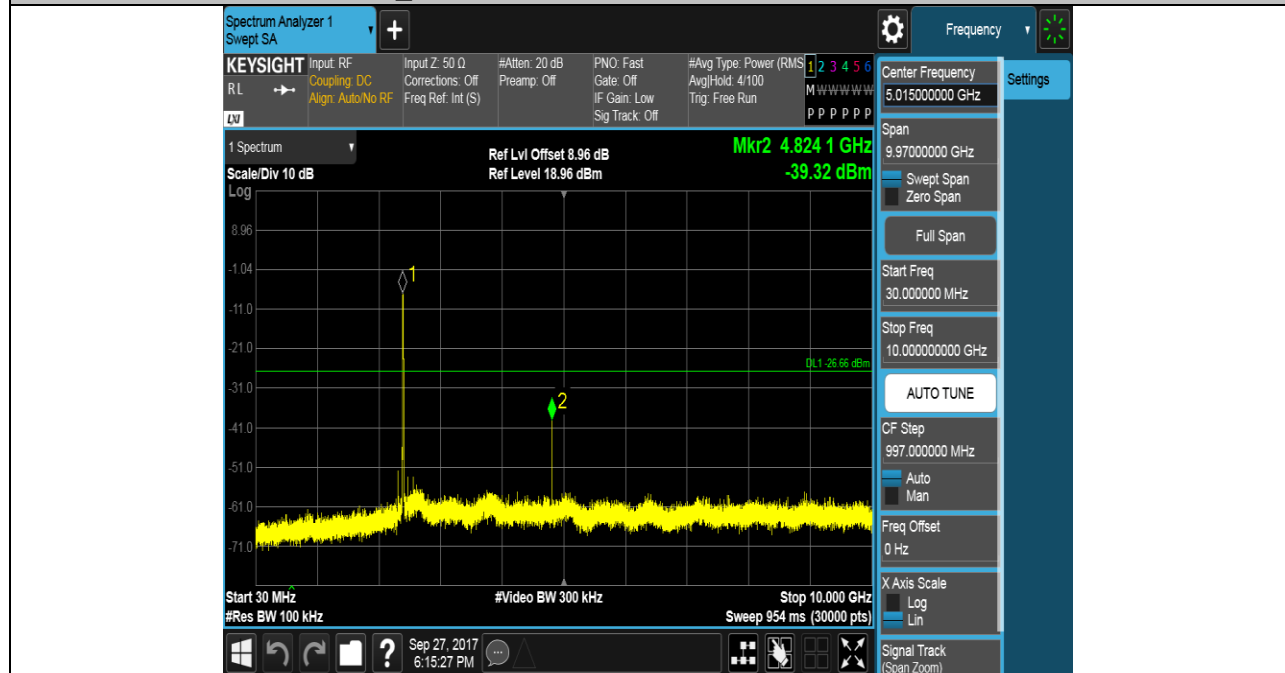 Spectrum Analyzer 1
Swept SA
+
Frequency
KEYSIGHT
RL
LXI
Input: RF
Coupling: DC
Align: Auto/No RF
Input Z: 50 Ω
Corrections: Off
Freq Ref: Int (S)
#Atten: 20 dB
Preamp: Off
PNO: Fast
Gate: Off
IF Gain: Low
Sig Track: Off
#Avg Type: Power (RMS
Avg|Hold: 4/100
Trig: Free Run
1 2 3 4 5 6
M W W W W W
P P P P P P
1 Spectrum
Scale/Div 10 dB
Log
Ref Lvl Offset 8.96 dB
Ref Level 18.96 dBm
Mkr2 4.824 1 GHz
-39.32 dBm
8.96
-1.04
-11.0
-21.0
-31.0
-41.0
-51.0
-61.0
-71.0
1
DL1 -26.66 dBm
2
Start 30 MHz
#Res BW 100 kHz
#Video BW 300 kHz
Stop 10.000 GHz
Sweep 954 ms (30000 pts)
?
Sep 27, 2017
6:15:27 PM
Center Frequency
5.015000000 GHz
Span
9.97000000 GHz
Swept Span
Zero Span
Full Span
Start Freq
30.000000 MHz
Stop Freq
10.000000000 GHz
AUTO TUNE
CF Step
997.000000 MHz
Auto
Man
Freq Offset
0 Hz
X Axis Scale
Log
Lin
Signal Track
(Span Zoom)
Settings